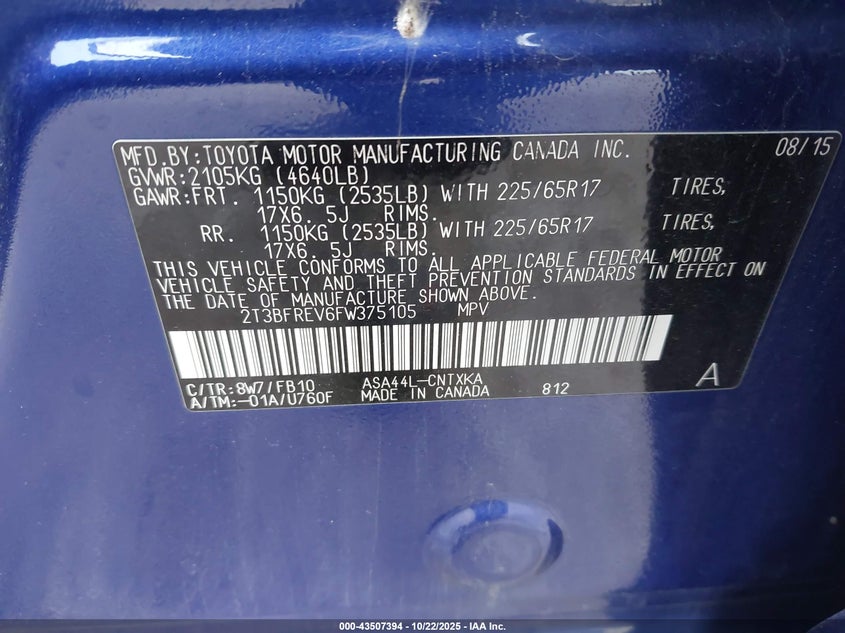 MFD.BY:TOYOTA MOTOR MANUFACTURING CANADA INC. 08/15
GVWR:2105KG (4640LB)
GAWR:FRT. 1150KG (2535LB) WITH 225/65R17 TIRES,
17X6. 5J RIMS.
RR. 1150KG (2535LB) WITH 225/65R17 TIRES,
17X6. 5J RIMS.
THIS VEHICLE CONFORMS TO ALL APPLICABLE FEDERAL MOTOR
VEHICLE SAFETY AND THEFT PREVENTION STANDARDS IN EFFECT ON
THE DATE OF MANUFACTURE SHOWN ABOVE.
2T3BFREV6FW375105 MPV
C/TR:8W7/FB10 ASA44L-CNTXKA A
A/TM:-01A/U760F MADE IN CANADA 812
000-43507394 - 10/22/2025 - IAA Inc.